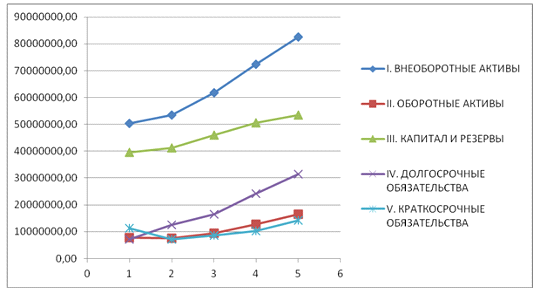 90000000,00
80000000,00
70000000,00
60000000,00
50000000,00
40000000,00
30000000,00
20000000,00
10000000,00
0,00
0 1 2 3 4 5 6
I. ВНЕОБОРОТНЫЕ АКТИВЫ
II. ОБОРОТНЫЕ АКТИВЫ
III. КАПИТАЛ И РЕЗЕРВЫ
IV. ДОЛГОСРОЧНЫЕ
ОБЯЗАТЕЛЬСТВА
V. КРАТКОСРОЧНЫЕ
ОБЯЗАТЕЛЬСТВА